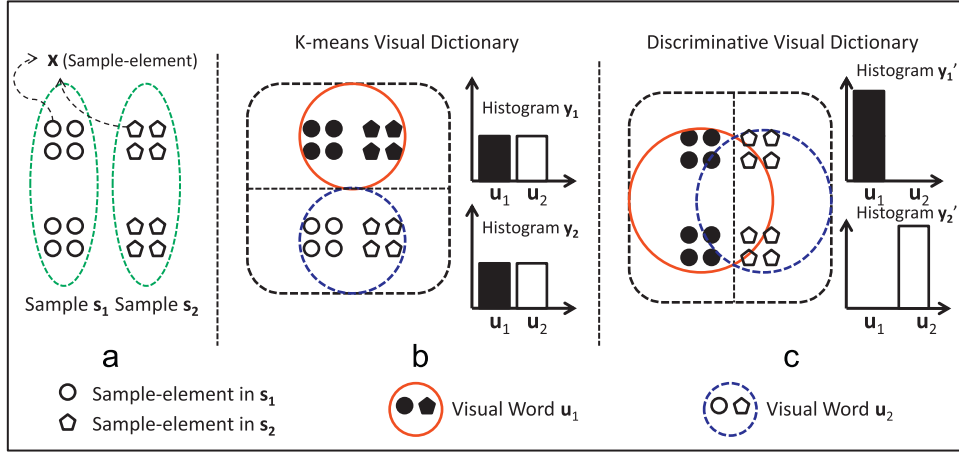 x (Sample-element)
Sample s1 Sample s2
a
K-means Visual Dictionary
Histogram y1
u1 u2
Histogram y2
u1 u2
b
Discriminative Visual Dictionary
Histogram y1'
u1 u2
Histogram y2'
u1 u2
c
Sample-element in s1
Sample-element in s2
Visual Word u1
Visual Word u2